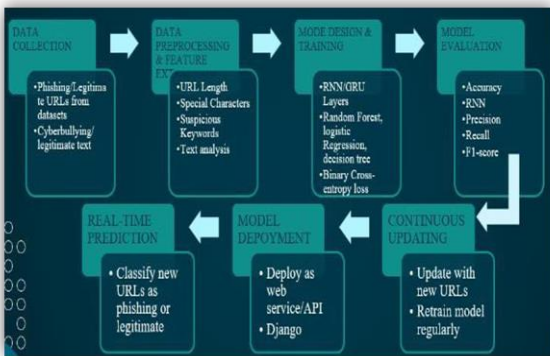 DATA
COLLECTION
•Phishing/Legitima
te URLs from
datasets
•Cyberbullying/
legitimate text
DATA
PREPROCESSING
& FEATURE
EXT
•URL Length
•Special Characters
•Suspicious
Keywords
•Text analysis
MODE DESIGN &
TRAINING
•RNN/GRU
Layers
•Random Forest,
logistic
Regression,
decision tree
•Binary Cross-
entropy loss
MODEL
EVALUATION
•Accuracy
•RNN
•Precision
•Recall
•F1-score
CONTINUOUS
UPDATING
• Update with
new URLs
• Retrain model
regularly
MODEL
DEPOYMENT
• Deploy as
web
service/API
• Django
REAL-TIME
PREDICTION
• Classify new
URLs as
phishing or
legitimate